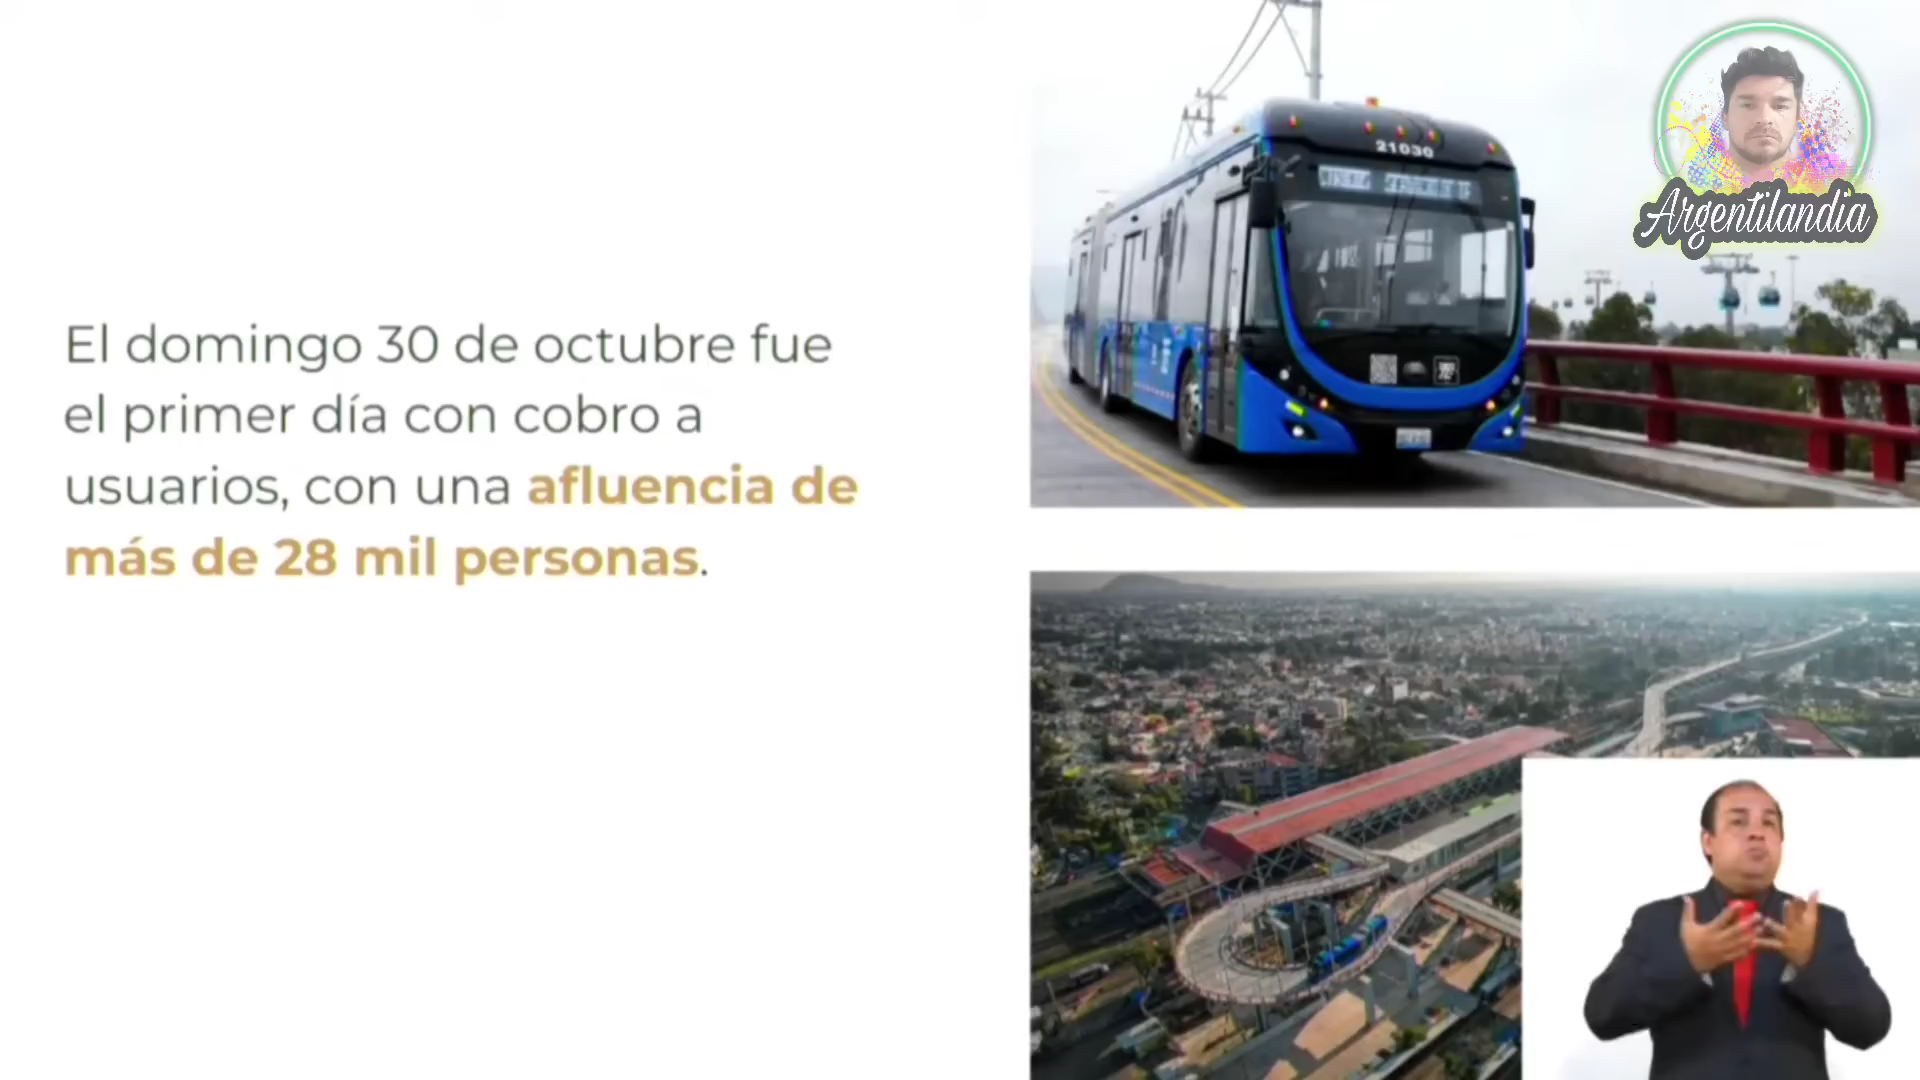 El domingo 30 de octubre fue
el primer día con cobro a
usuarios, con una afluencia de
más de 28 mil personas.
21030
Argentilandia